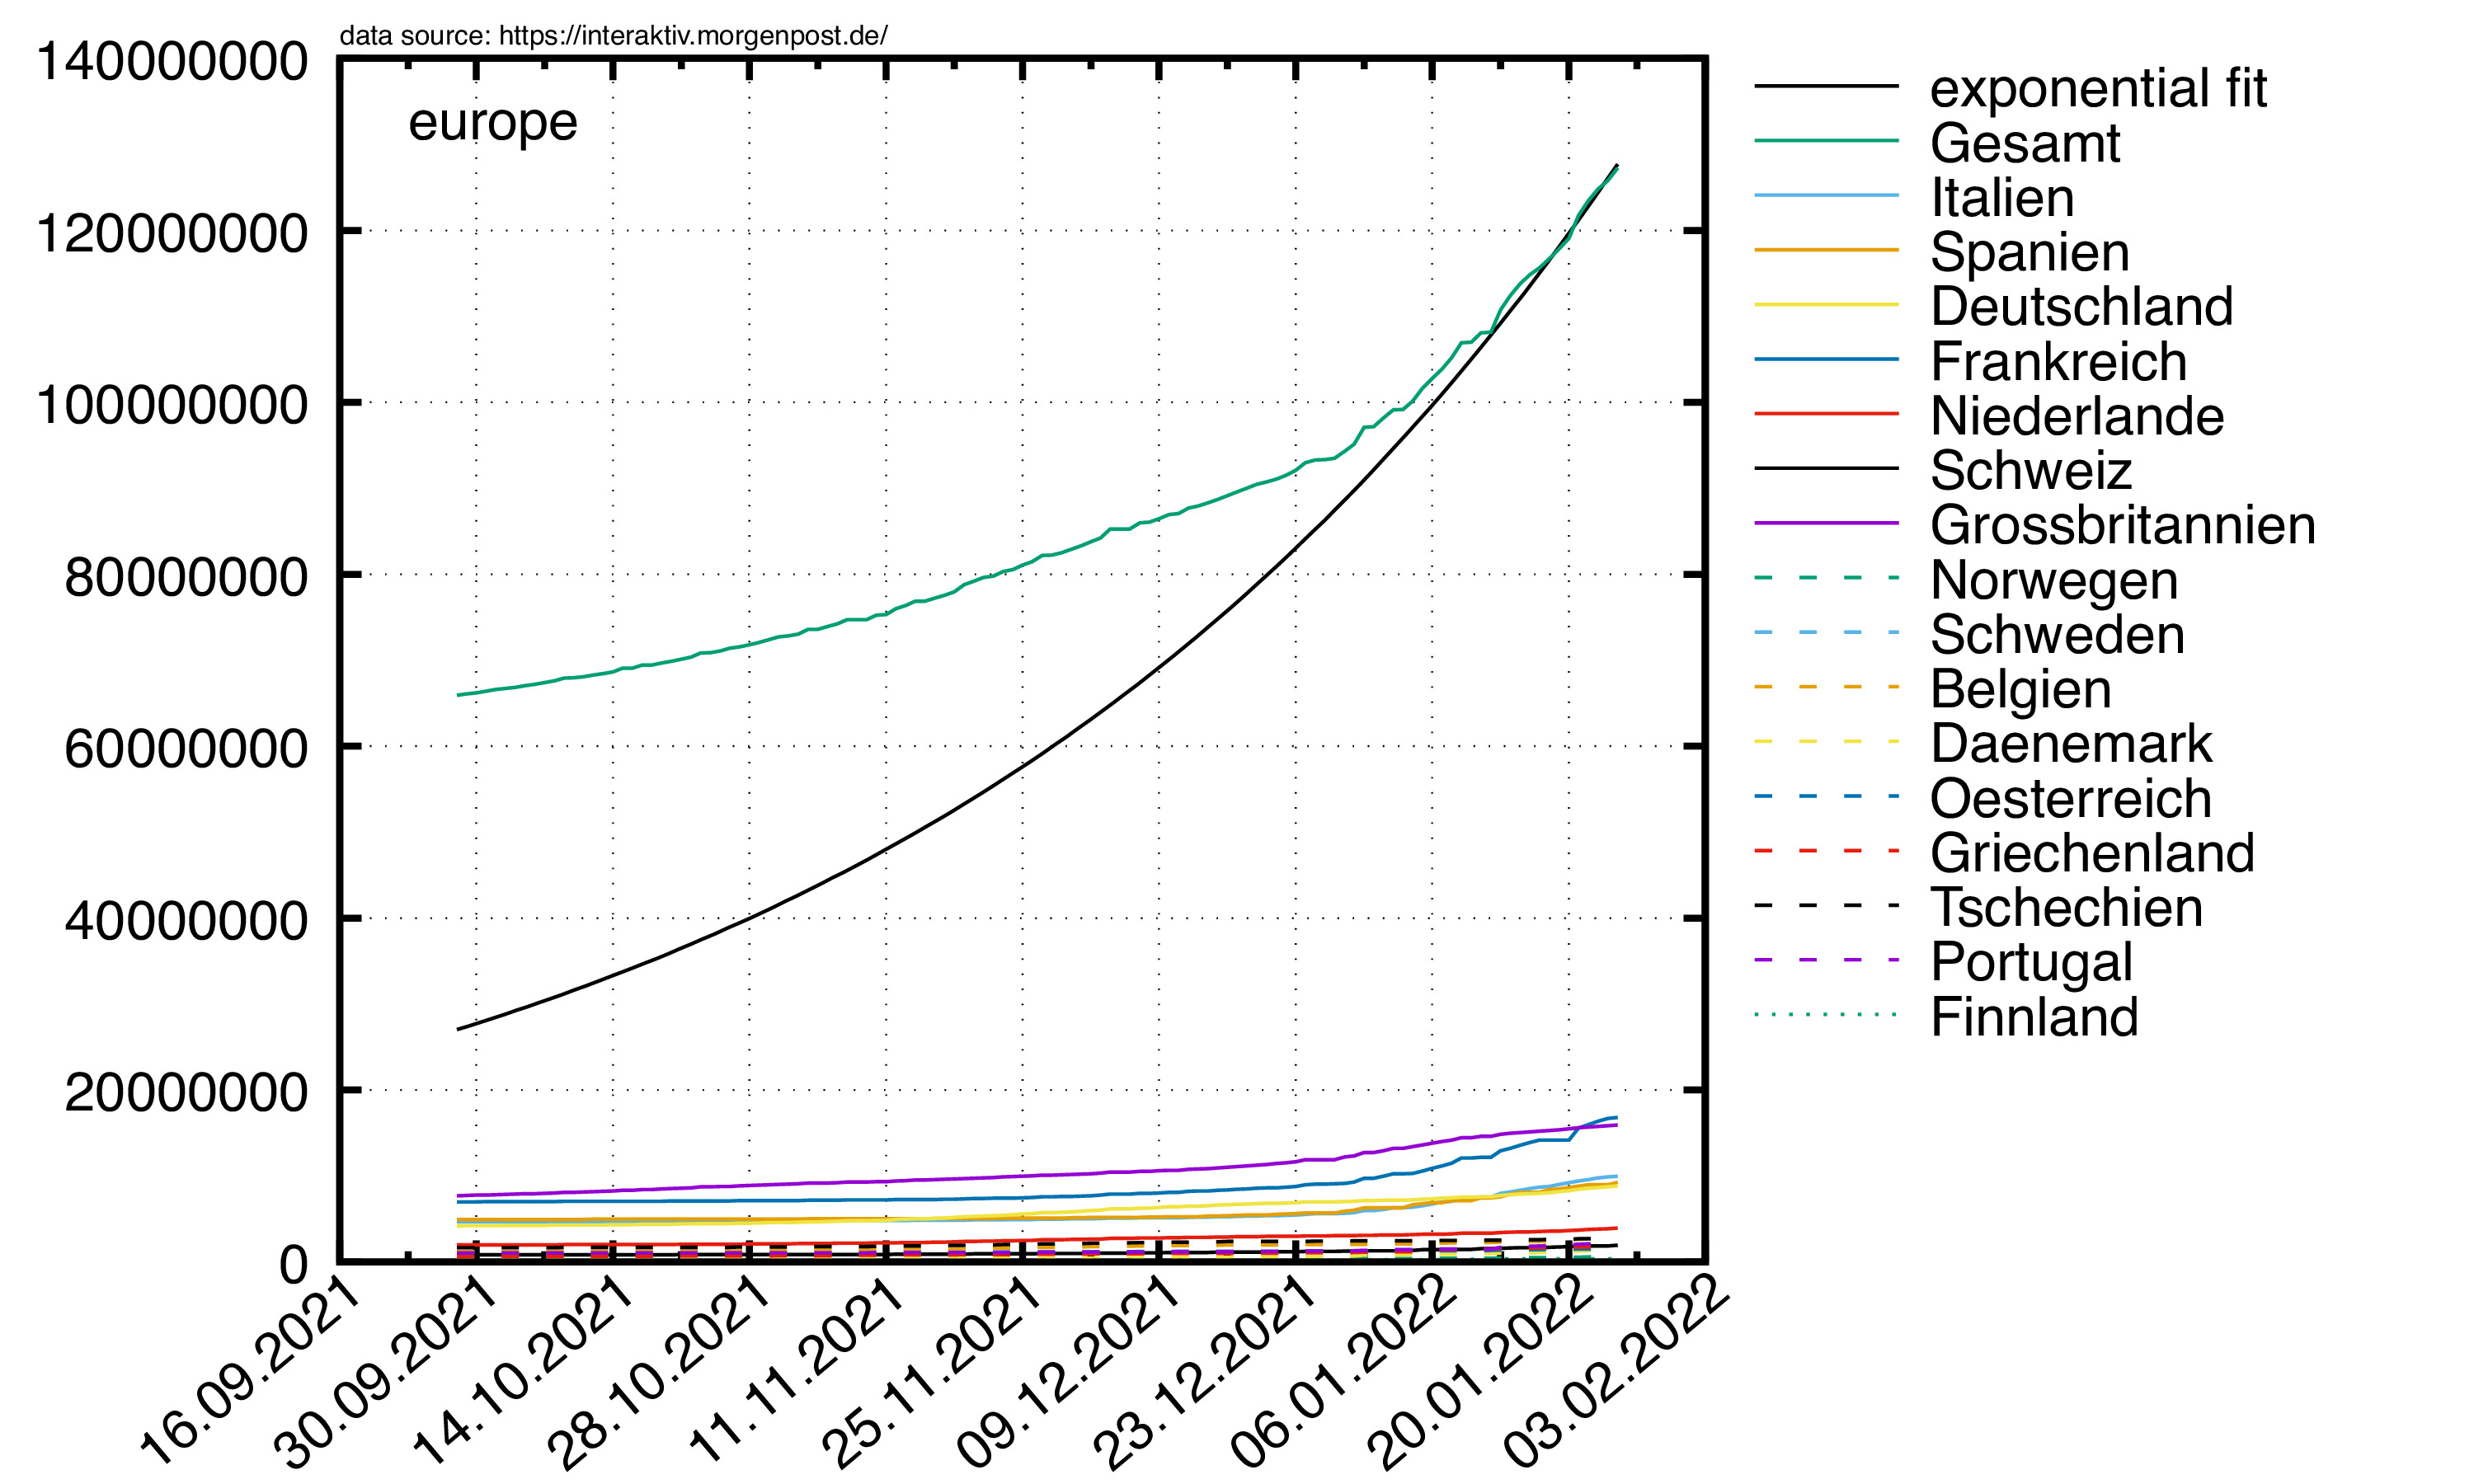 data source: https://interaktiv.morgenpost.de/
140000000
120000000
100000000
80000000
60000000
40000000
20000000
0
europe
16.09.2021
30.09.2021
14.10.2021
28.10.2021
11.11.2021
25.11.2021
09.12.2021
23.12.2021
06.01.2022
20.01.2022
03.02.2022
exponential fit
Gesamt
Italien
Spanien
Deutschland
Frankreich
Niederlande
Schweiz
Grossbritannien
Norwegen
Schweden
Belgien
Daenemark
Oesterreich
Griechenland
Tschechien
Portugal
Finnland